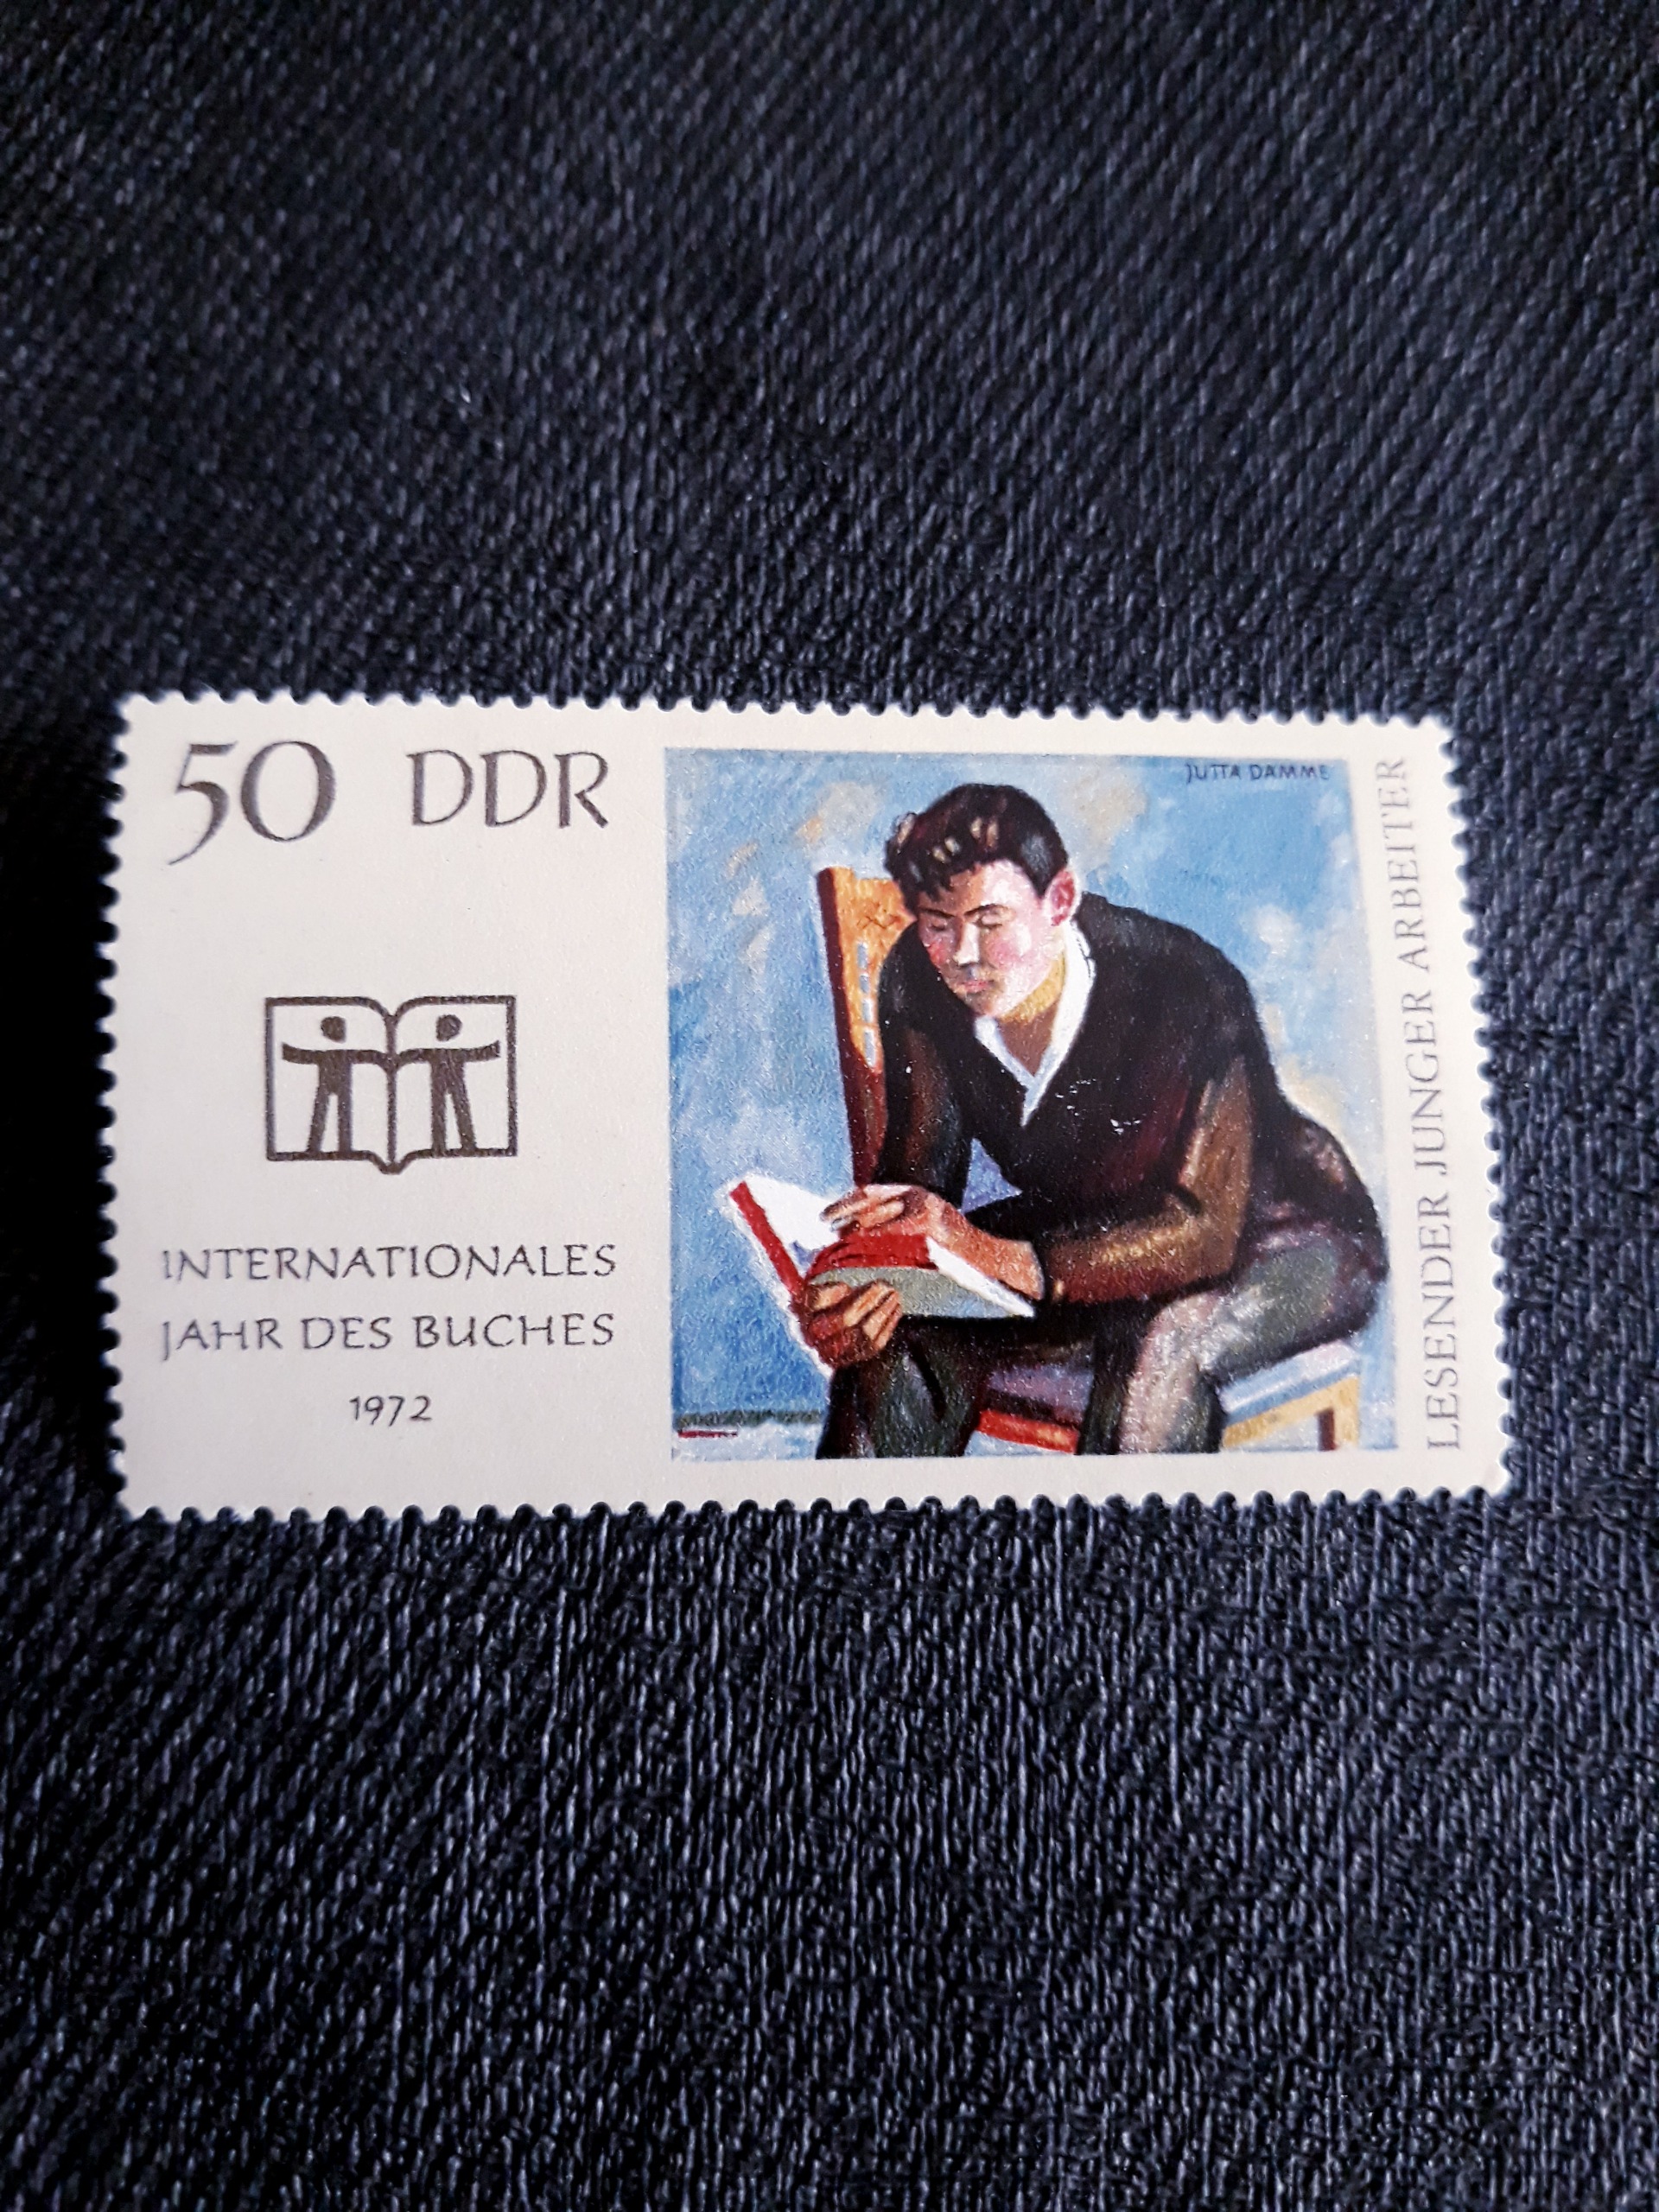 50 DDR
INTERNATIONALES
JAHR DES BUCHES
1972
JUTTA DAMME
LESENDER JUNGER ARBEITER